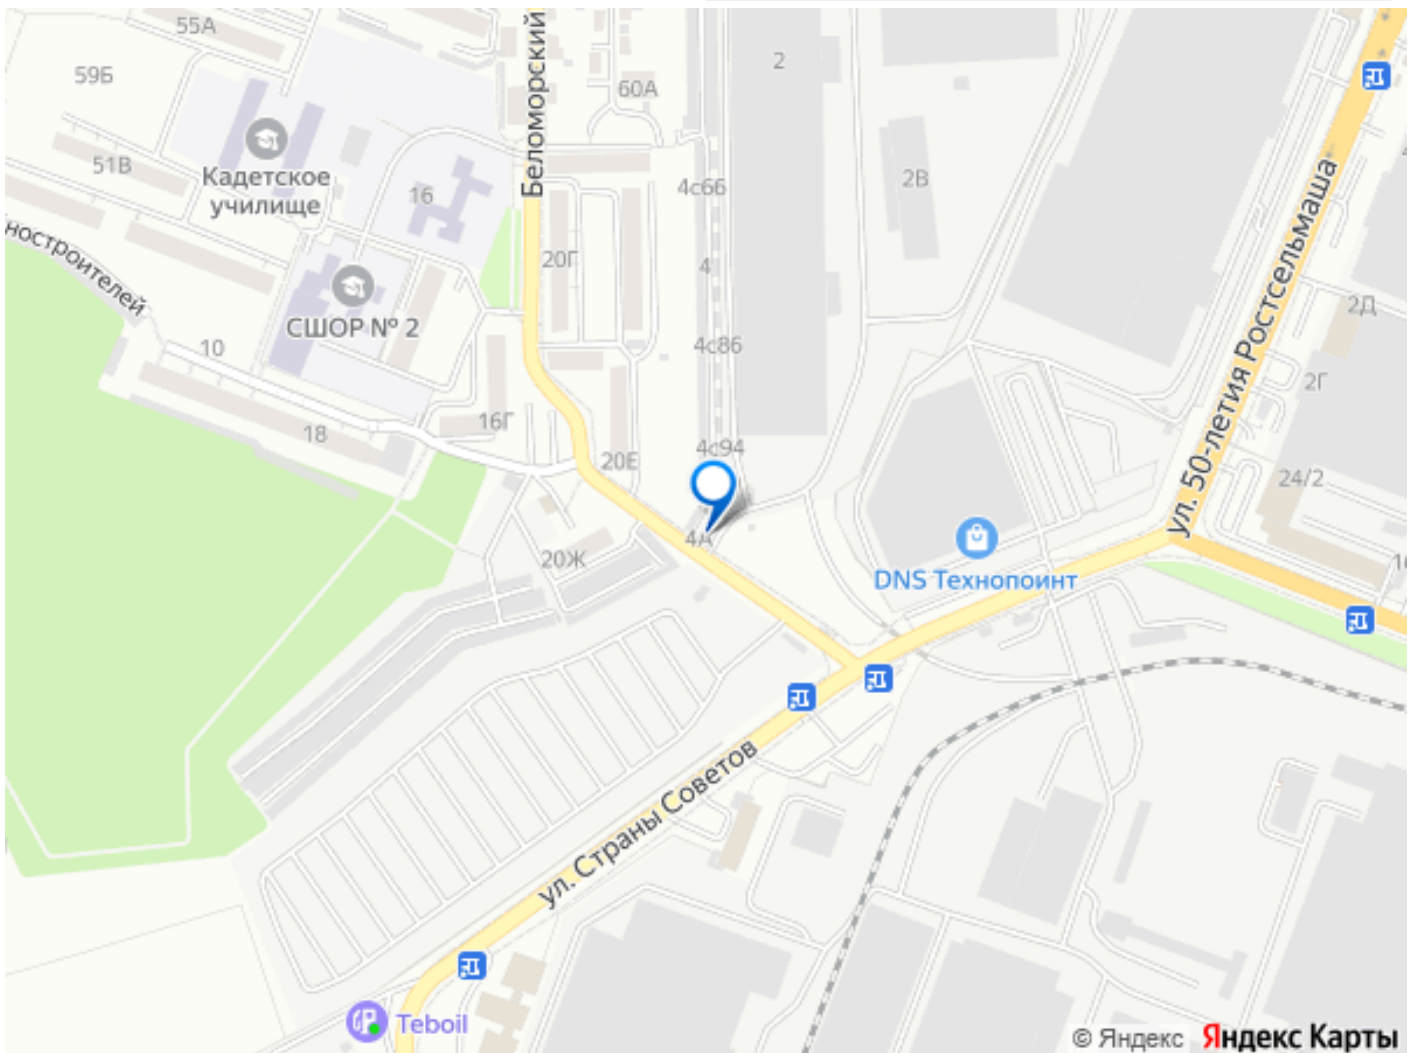 55А
59Б
60А
2
Беломорский
51В
Кадетское
училище
16
4с66
2В
ул. 50-летия Ростсельмаша
ностроителей
20Г
4
СШОР № 2
2Д
10
4с86
2Г
18
16Г
4с94
20Е
24/2
4А
20Ж
DNS Технопоинт
ул. Страны Советов
Teboil
© Яндекс Яндекс Карты